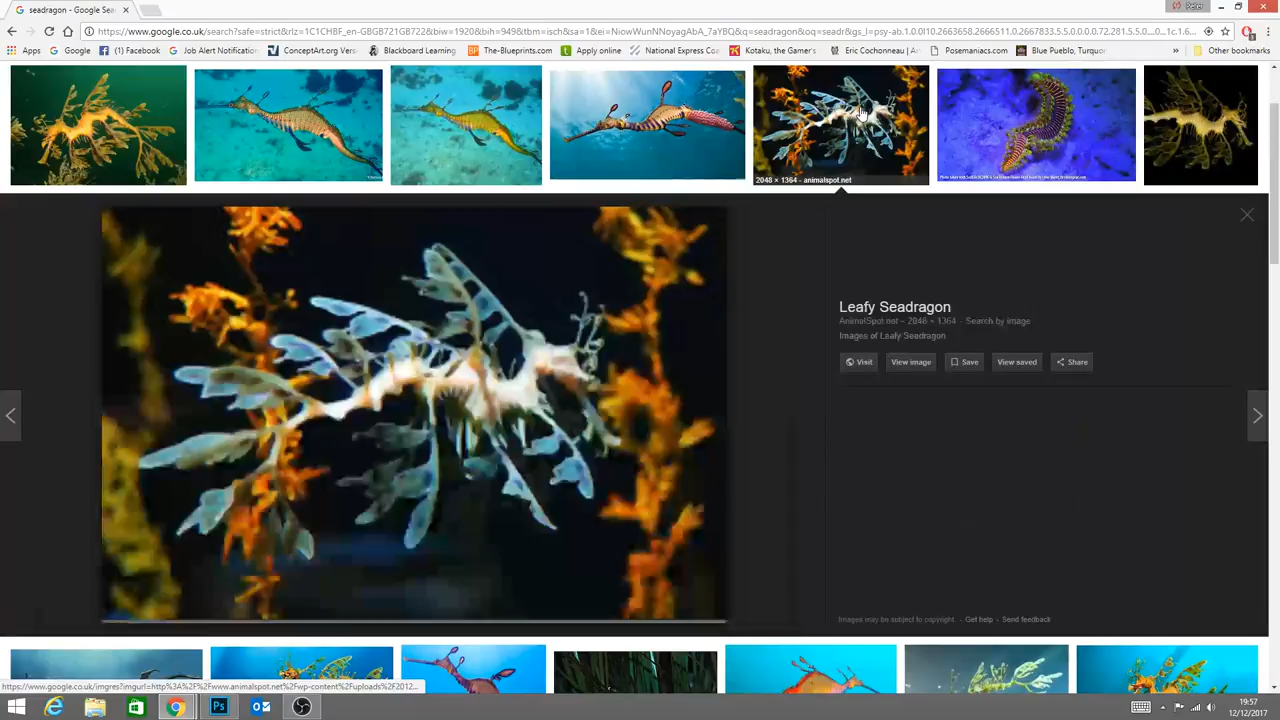 seadragon - Google Sea
Peter
https://www.google.co.uk/search?safe=strict&rlz=1C1CHBF_en-GBGB721GB722&biw=1920&bih=949&tbm=isch&sa=1&ei=NiowWunNNoyagAbA_7aYBQ&q=seadragon&oq=seadr&gs_l=psy-ab.1.0.0l10.2663658.2666511.0.2667833.5.5.0.0.0.0.72.281.5.5.0....0...1c.1.6...
Apps
Google
(1) Facebook
Job Alert Notification
ConceptArt.org Vers
Blackboard Learning
The-Blueprints.com
Apply online
National Express Co
Kotaku, the Gamer's
Eric Cochonneau | Si
Posemaniacs.com
Blue Pueblo, Turquo
Other bookmarks
2048 × 1364 - animalspot.net
Leafy Seadragon
AnimalSpot.net – 2048 × 1364 - Search by image
Images of Leafy Seadragon
Visit
View image
Save
View saved
Share
Images may be subject to copyright. - Get help - Send feedback
https://www.google.co.uk/imgres?imgurl=http%3A%2F%2Fwww.animalspot.net%2Fwp-content%2Fuploads%2F2012...
19:57
12/12/2017